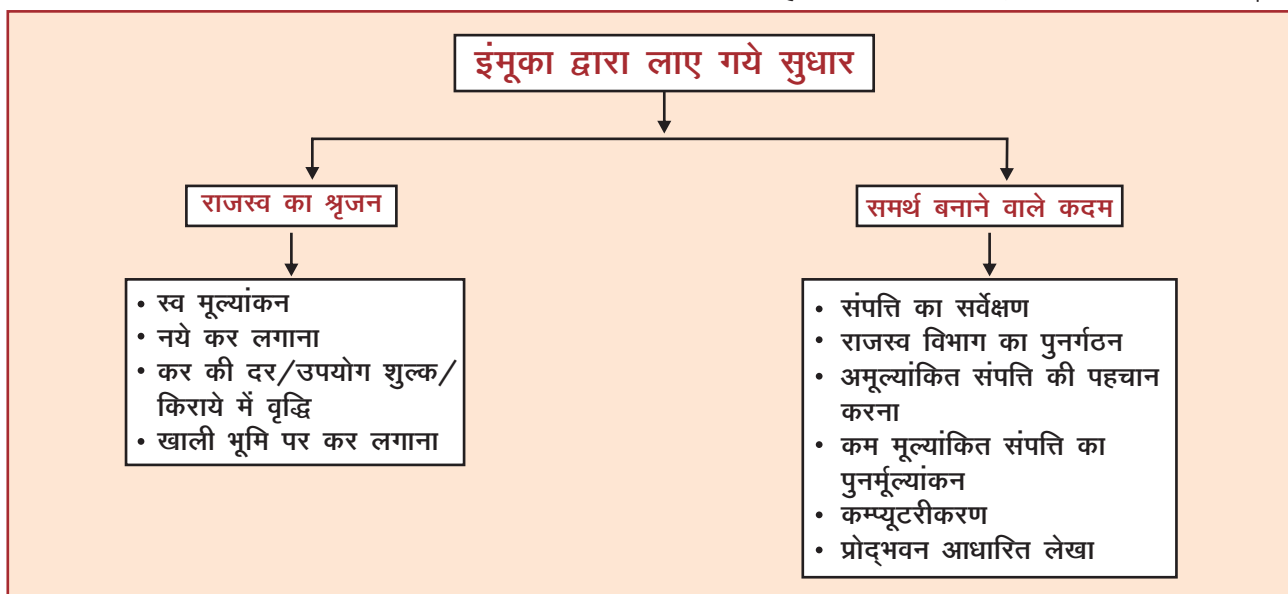 इंमूका द्वारा लाए गये सुधार
राजस्व का श्रृजन
समर्थ बनाने वाले कदम
• स्व मूल्यांकन
• नये कर लगाना
• कर की दर/उपयोग शुल्क/
किराये में वृद्धि
• खाली भूमि पर कर लगाना
• संपत्ति का सर्वेक्षण
• राजस्व विभाग का पुनर्गठन
• अमूल्यांकित संपत्ति की पहचान
करना
• कम मूल्यांकित संपत्ति का
पुनर्मूल्यांकन
• कम्प्यूटरीकरण
• प्रोद्‌भवन आधारित लेखा